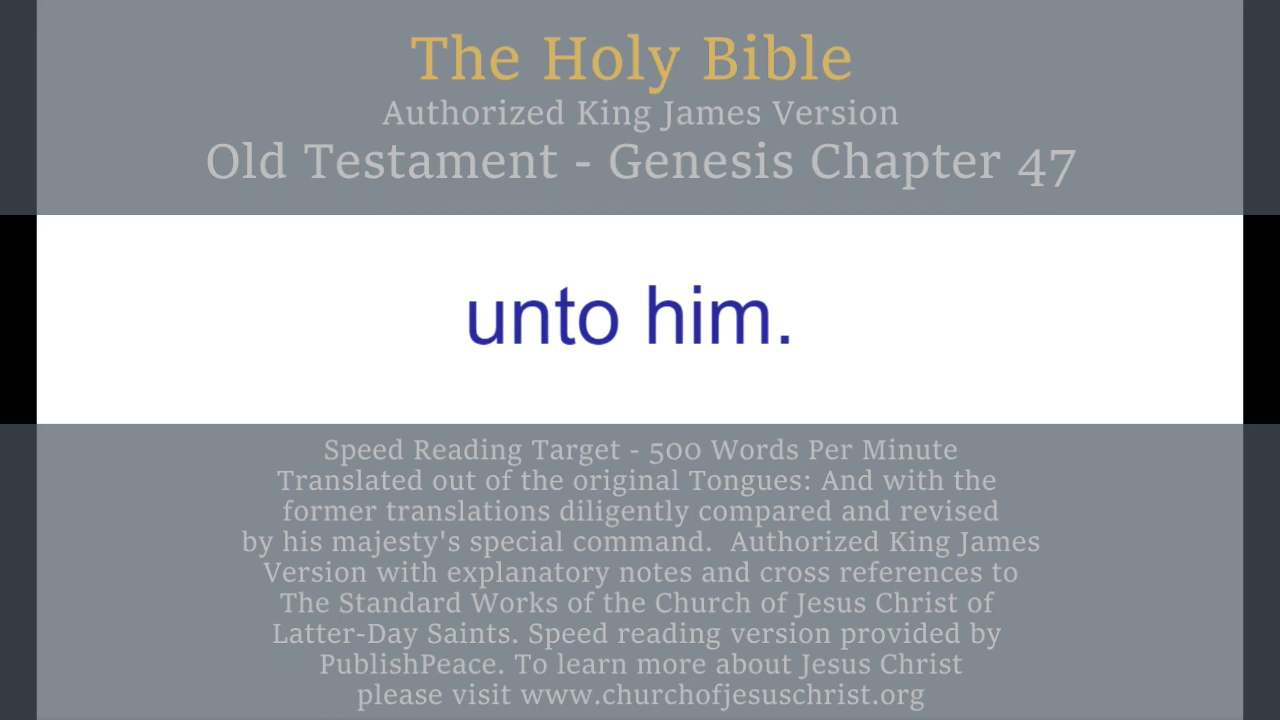 The Holy Bible
Authorized King James Version
Old Testament - Genesis Chapter 47
unto him.
Speed Reading Target - 500 Words Per Minute
Translated out of the original Tongues: And with the
former translations diligently compared and revised
by his majesty's special command.  Authorized King James
Version with explanatory notes and cross references to
The Standard Works of the Church of Jesus Christ of
Latter-Day Saints. Speed reading version provided by
PublishPeace. To learn more about Jesus Christ
please visit www.churchofjesuschrist.org